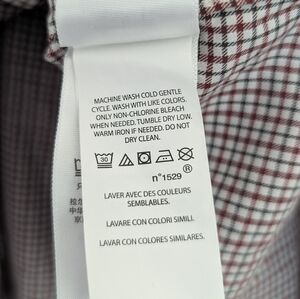 MACHINE WASH COLD GENTLE
CYCLE. WASH WITH LIKE COLORS.
ONLY NON-CHLORINE BLEACH
WHEN NEEDED. TUMBLE DRY LOW.
WARM IRON IF NEEDED. DO NOT
DRY CLEAN.
30
n°1529 ®
LAVER AVEC DES COULEURS
SEMBLABLES.
LAVARE CON COLORI SIMILI.
LAVAR CON COLORES SIMILARES.